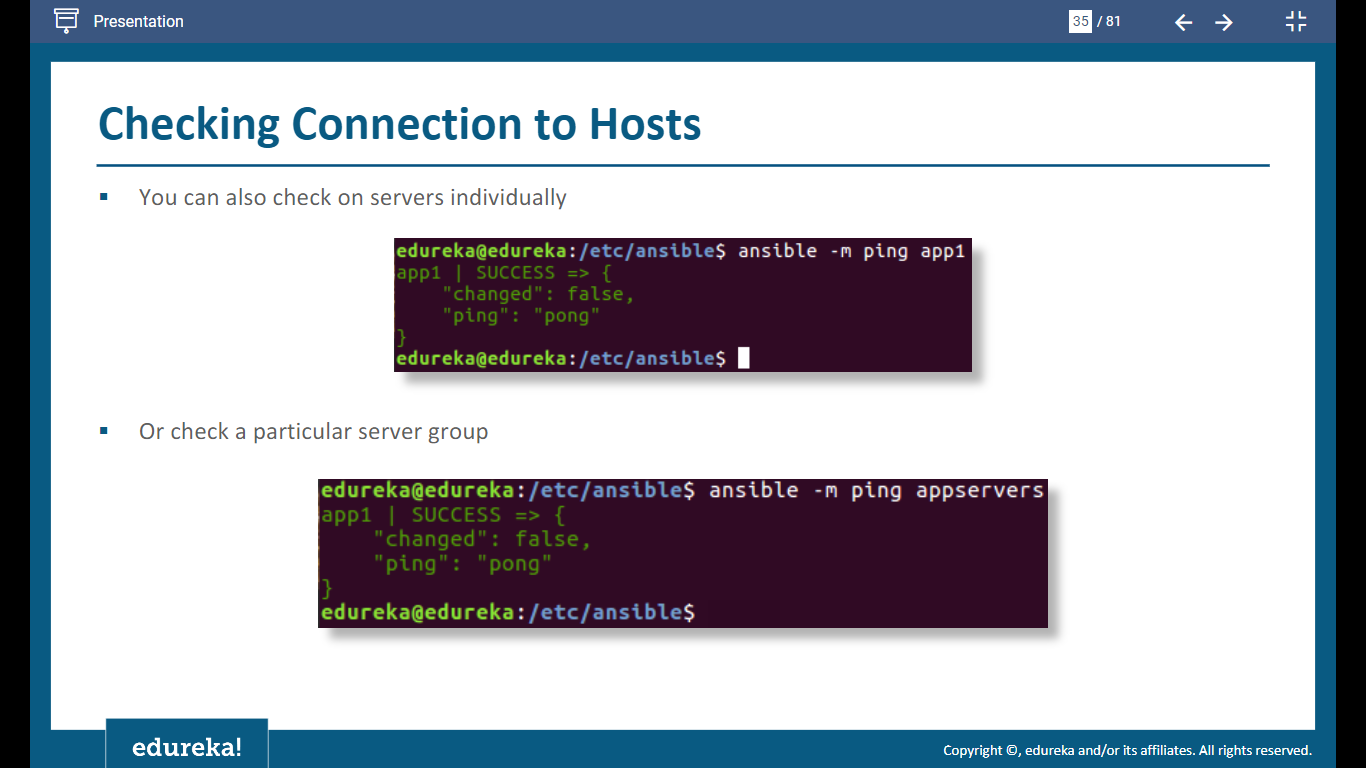 Presentation
35 / 81
Checking Connection to Hosts
▪ You can also check on servers individually
edureka@edureka:/etc/ansible$ ansible -m ping app1
app1 | SUCCESS => {
    "changed": false,
    "ping": "pong"
}
edureka@edureka:/etc/ansible$
▪ Or check a particular server group
edureka@edureka:/etc/ansible$ ansible -m ping appservers
app1 | SUCCESS => {
    "changed": false,
    "ping": "pong"
}
edureka@edureka:/etc/ansible$
edureka!
Copyright ©, edureka and/or its affiliates. All rights reserved.